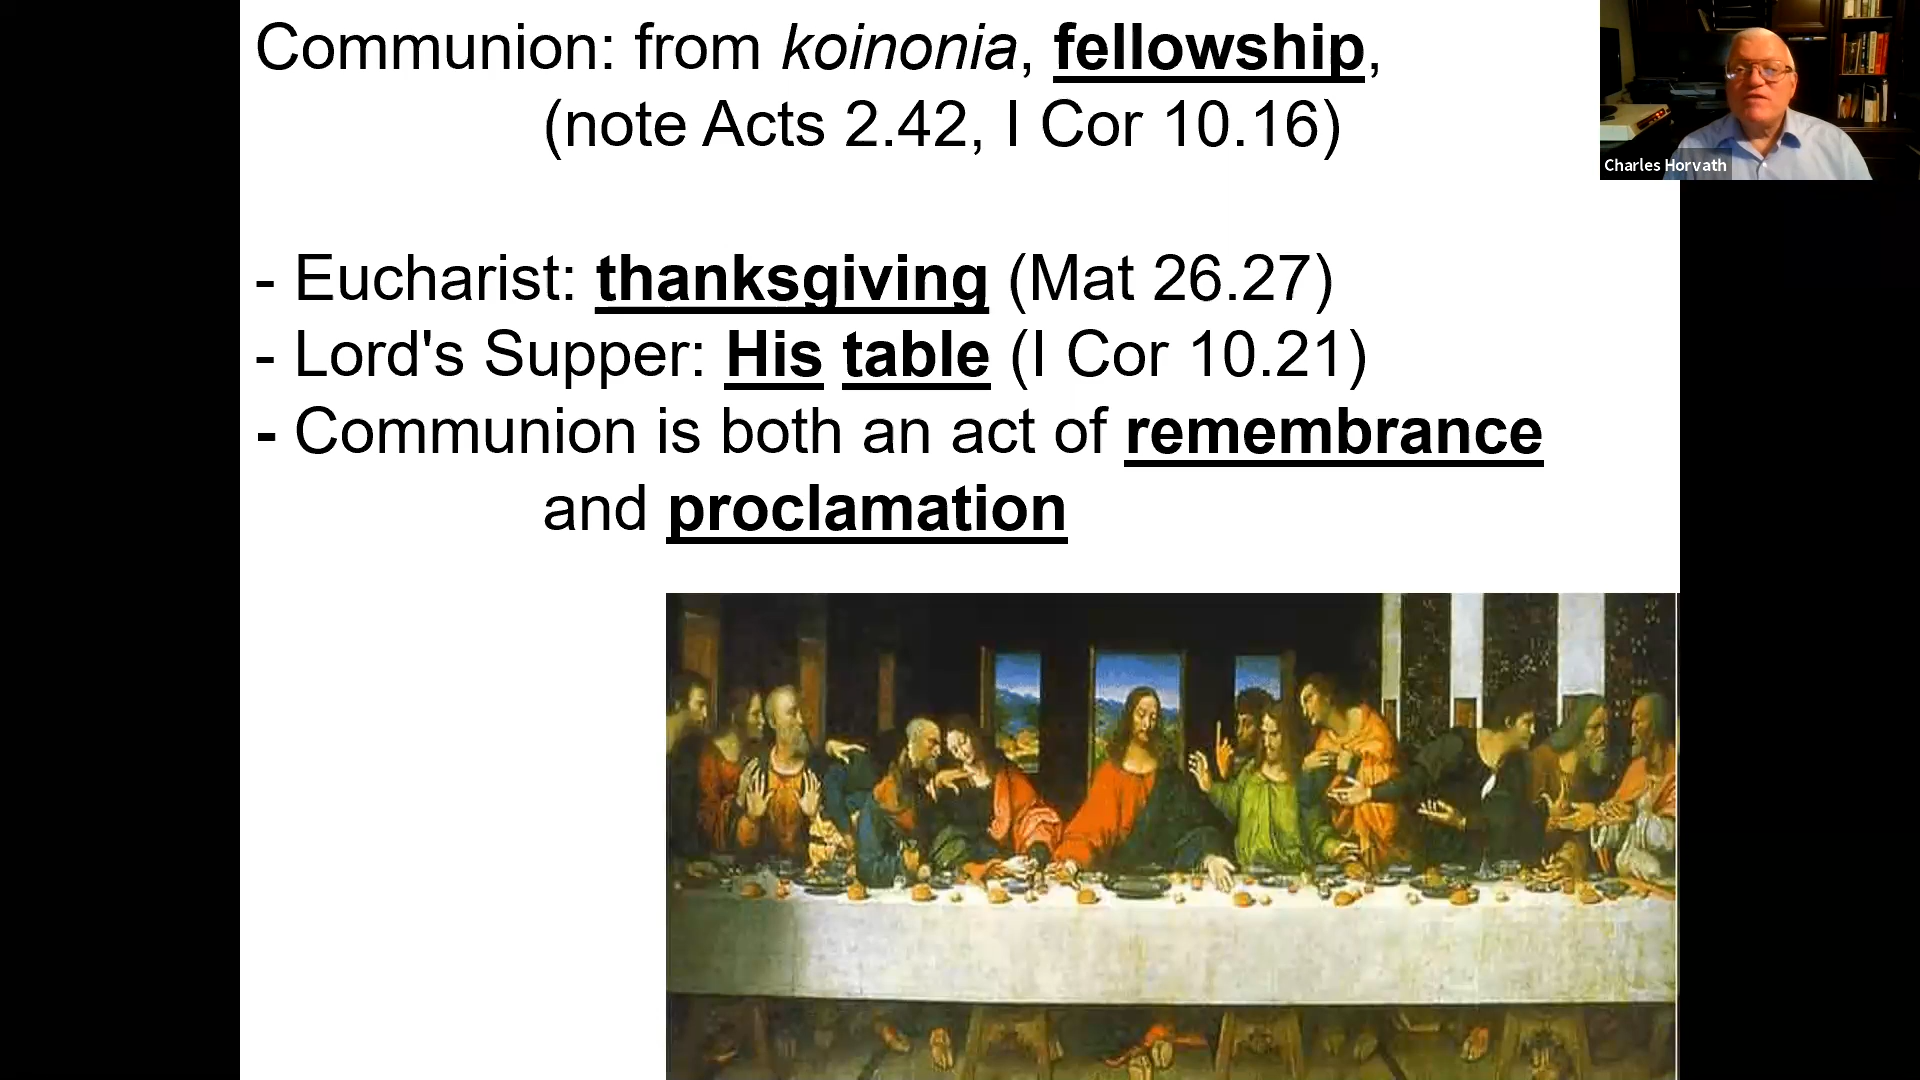 Communion: from koinonia, fellowship,
(note Acts 2.42, I Cor 10.16)
- Eucharist: thanksgiving (Mat 26.27)
- Lord's Supper: His table (I Cor 10.21)
- Communion is both an act of remembrance
and proclamation
Charles Horvath